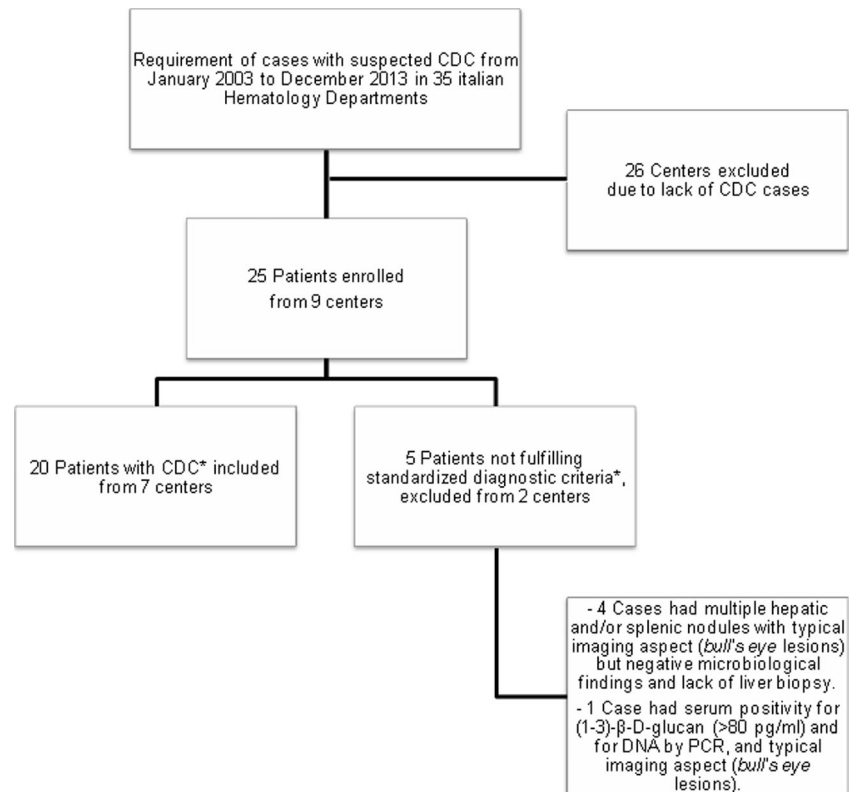 Requirement of cases with suspected CDC from
January 2003 to December 2013 in 35 italian
Hematology Departments
26 Centers excluded
due to lack of CDC cases
25 Patients enrolled
from 9 centers
20 Patients with CDC* included
from 7 centers
5 Patients not fulfilling
standardized diagnostic criteria*,
excluded from 2 centers
- 4 Cases had multiple hepatic
and/or splenic nodules with typical
imaging aspect (bull's eye lesions)
but negative microbiological
findings and lack of liver biopsy.
- 1 Case had serum positivity for
(1-3)-β-D-glucan (>80 pg/ml) and
for DNA by PCR, and typical
imaging aspect (bull's eye
lesions).